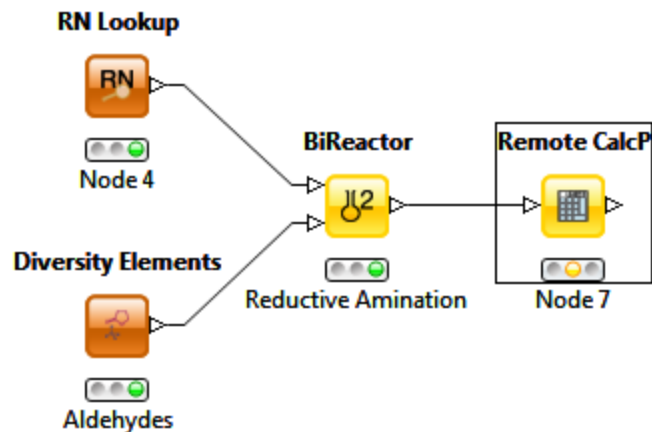 RN Lookup
RN
Node 4
BiReactor
Remote CalcP
2
Diversity Elements
Reductive Amination
Node 7
Aldehydes